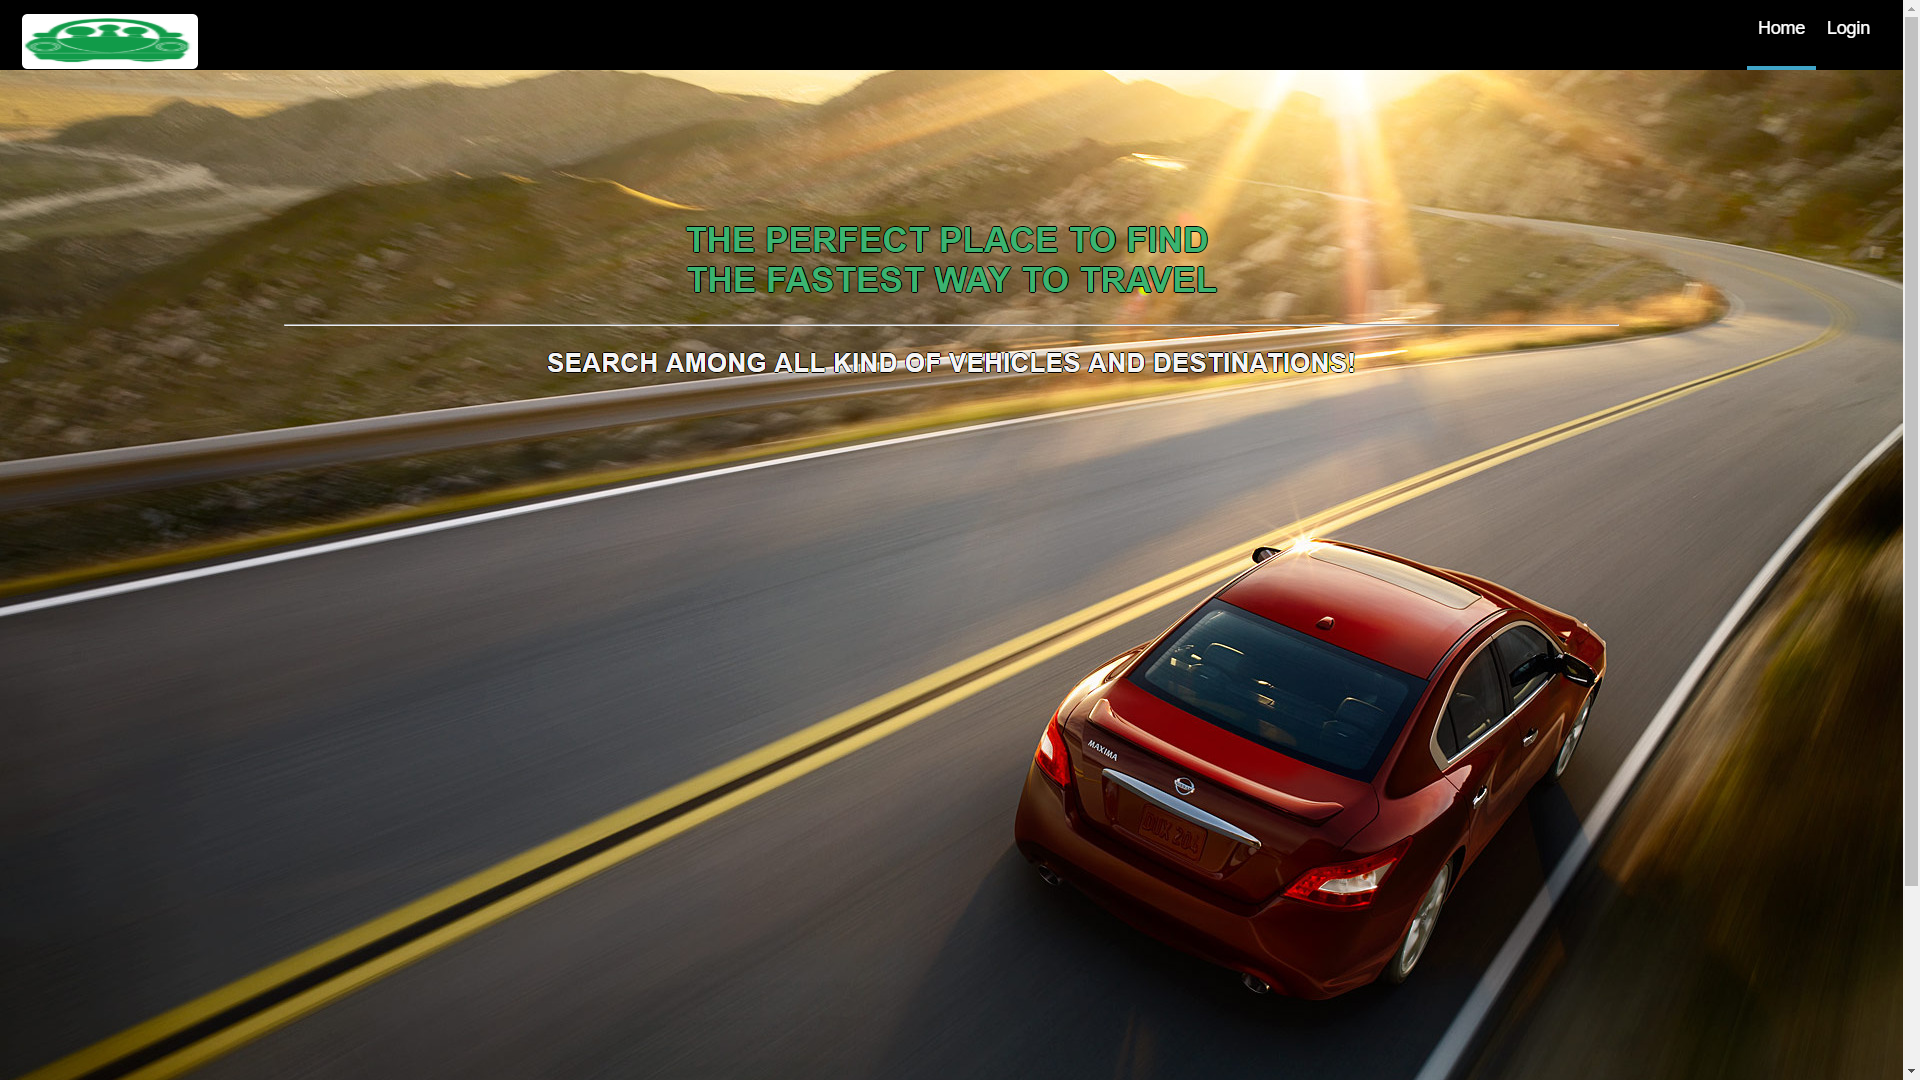 Home Login
THE PERFECT PLACE TO FIND
THE FASTEST WAY TO TRAVEL
SEARCH AMONG ALL KIND OF VEHICLES AND DESTINATIONS!
MAXIMA